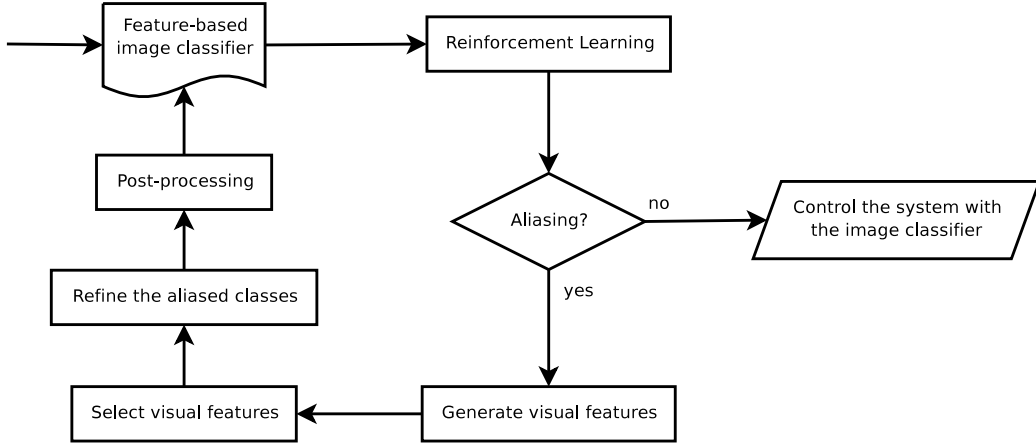 Feature-based
image classifier
Reinforcement Learning
Post-processing
Aliasing?
no
Control the system with
the image classifier
Refine the aliased classes
yes
Select visual features
Generate visual features